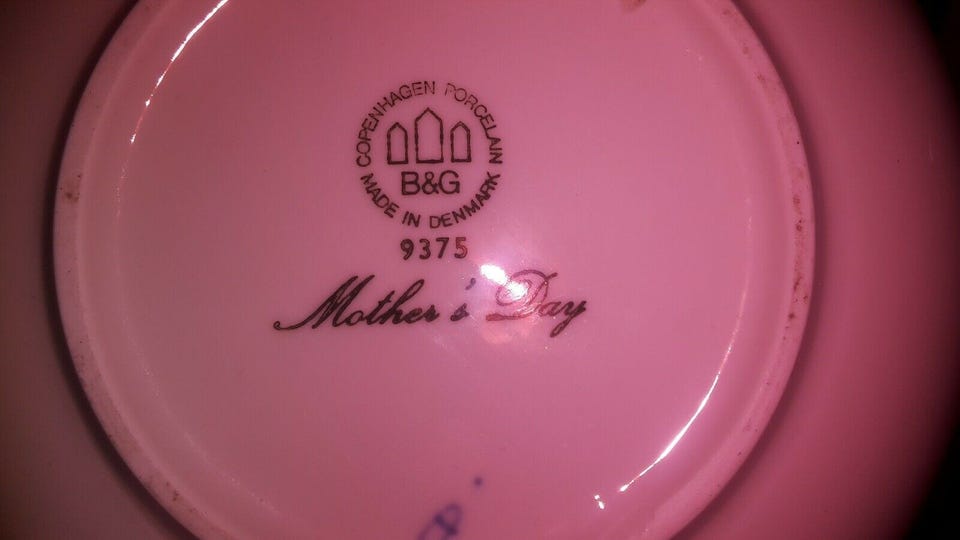 COPENHAGEN PORCELAIN
B&G
MADE IN DENMARK
9375
Mother's Day